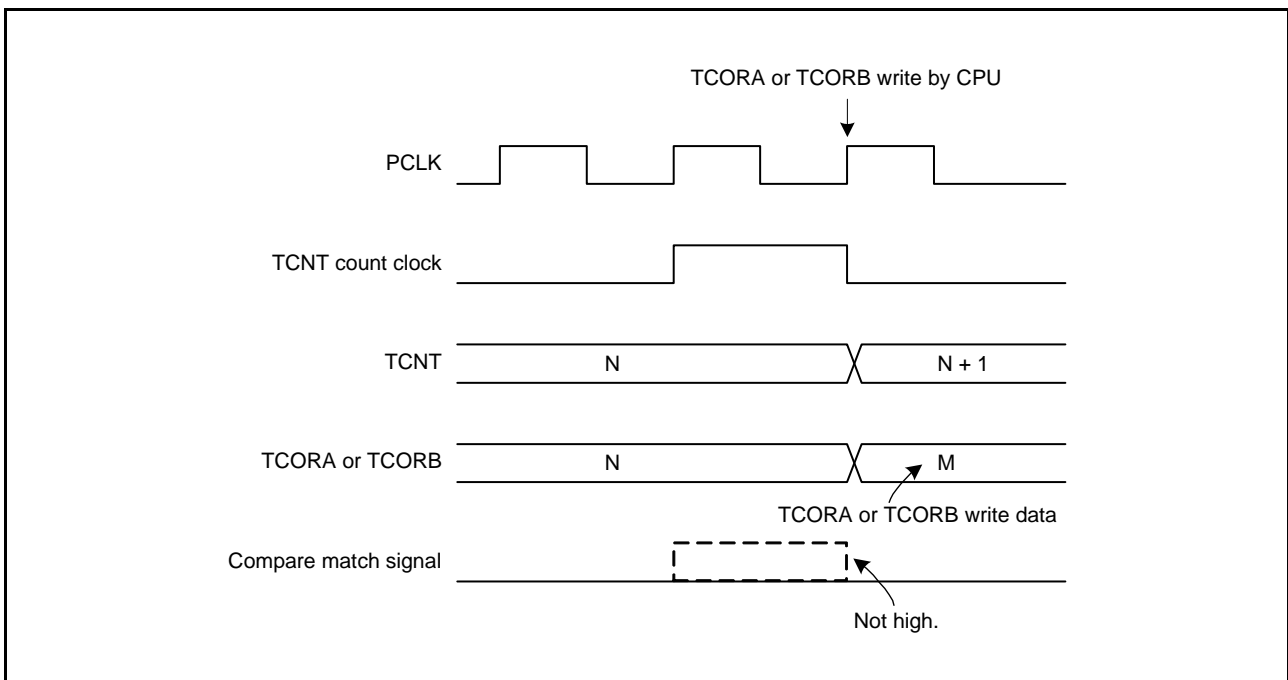 TCORA or TCORB write by CPU
PCLK
TCNT count clock
TCNT
N
N + 1
TCORA or TCORB
N
M
TCORA or TCORB write data
Compare match signal
Not high.